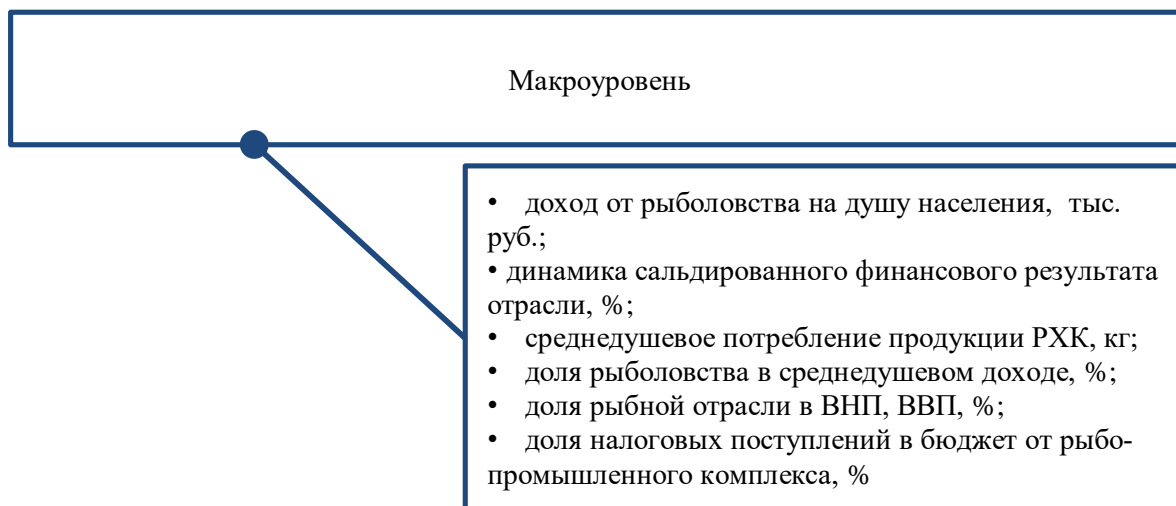 Макроуровень
• доход от рыболовства на душу населения, тыс.
руб.;
• динамика сальдированного финансового результата
отрасли, %;
• среднедушевое потребление продукции РХК, кг;
• доля рыболовства в среднедушевом доходе, %;
• доля рыбной отрасли в ВНП, ВВП, %;
• доля налоговых поступлений в бюджет от рыбо-
промышленного комплекса, %